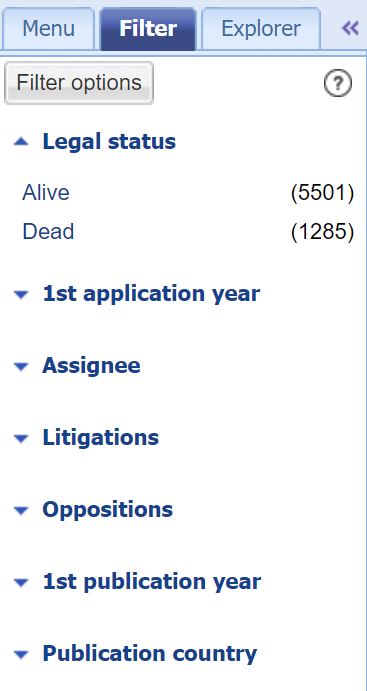 Menu Filter Explorer «
Filter options ?
Legal status
Alive (5501)
Dead (1285)
1st application year
Assignee
Litigations
Oppositions
1st publication year
Publication country